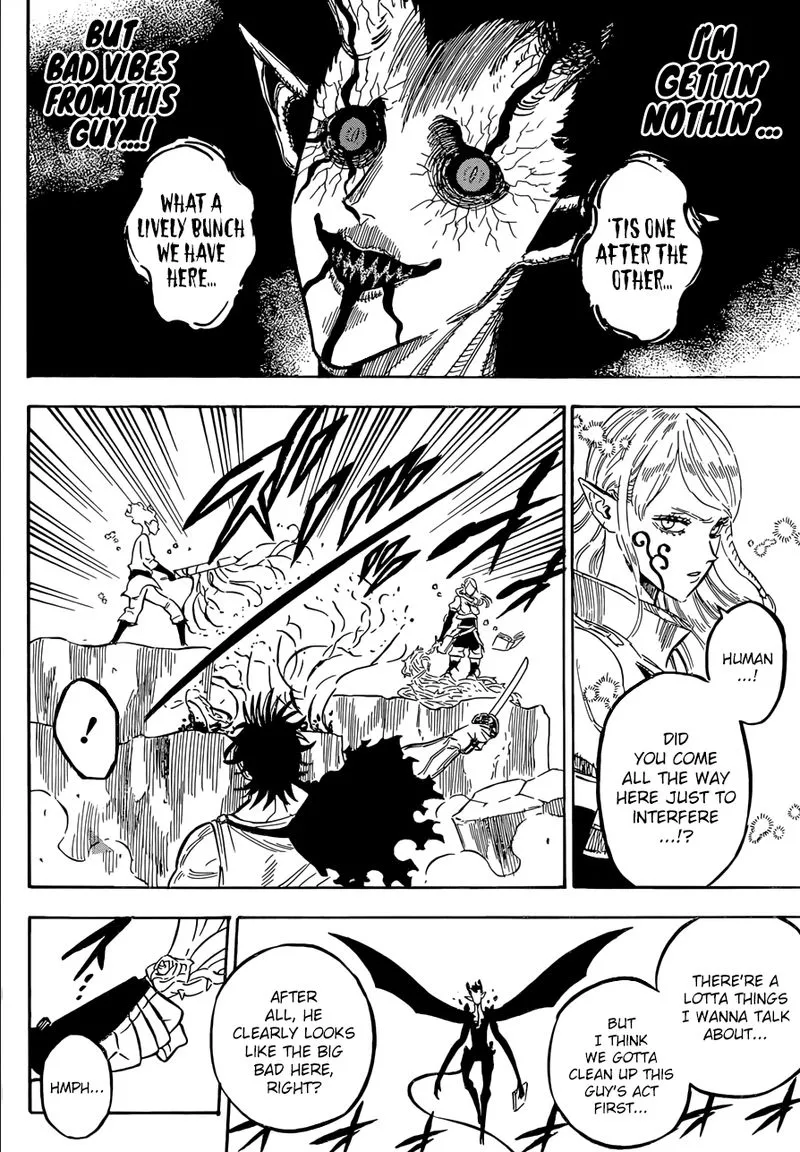 I'M
GETTIN'
NOTHIN'...
BUT
BAD VIBES
FROM THIS
GUY...!
'TIS ONE
AFTER THE
OTHER...
WHAT A
LIVELY BUNCH
WE HAVE
HERE...
HUMAN
...!
DID
YOU COME
ALL THE WAY
HERE JUST TO
INTERFERE
...!?
!
THERE'RE A
LOTTA THINGS
I WANNA TALK
ABOUT...
BUT
I THINK
WE GOTTA
CLEAN UP THIS
GUY'S ACT
FIRST...
AFTER
ALL, HE
CLEARLY LOOKS
LIKE THE BIG
BAD HERE,
RIGHT?
HMPH...